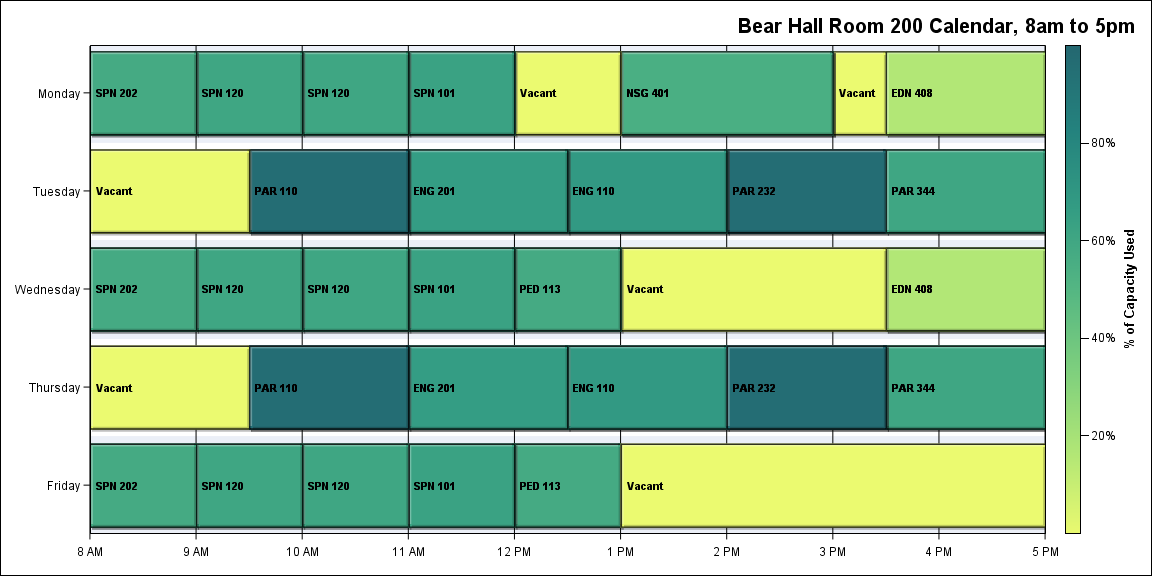 Bear Hall Room 200 Calendar, 8am to 5pm
Monday
SPN 202
SPN 120
SPN 120
SPN 101
Vacant
NSG 401
Vacant
EDN 408
Tuesday
Vacant
PAR 110
ENG 201
ENG 110
PAR 232
PAR 344
Wednesday
SPN 202
SPN 120
SPN 120
SPN 101
PED 113
Vacant
EDN 408
Thursday
Vacant
PAR 110
ENG 201
ENG 110
PAR 232
PAR 344
Friday
SPN 202
SPN 120
SPN 120
SPN 101
PED 113
Vacant
8 AM
9 AM
10 AM
11 AM
12 PM
1 PM
2 PM
3 PM
4 PM
5 PM
80%
60%
40%
20%
% of Capacity Used